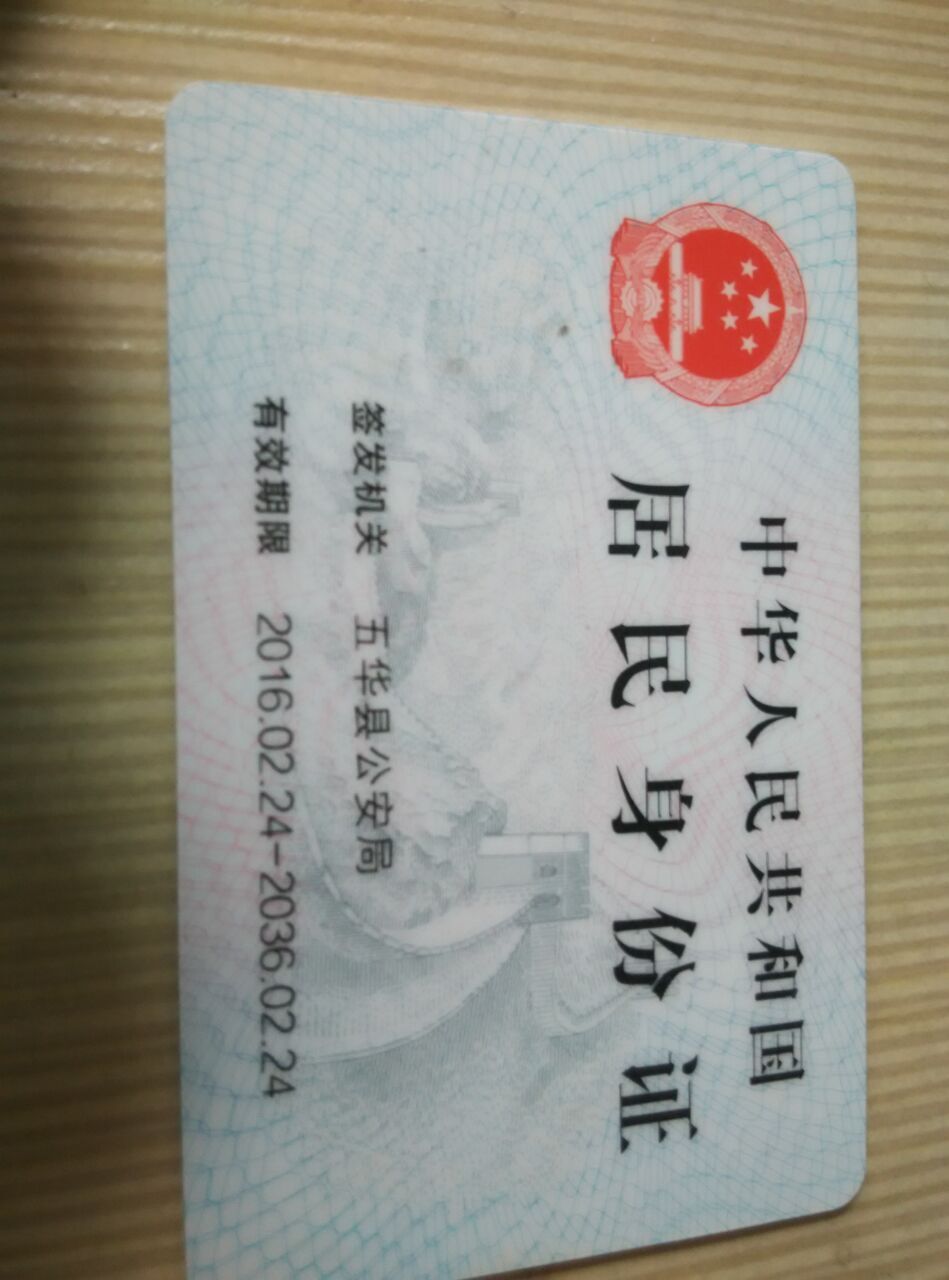 中华人民共和国
居民身份证
签发机关 五华县公安局
有效期限 2016.02.24-2036.02.24